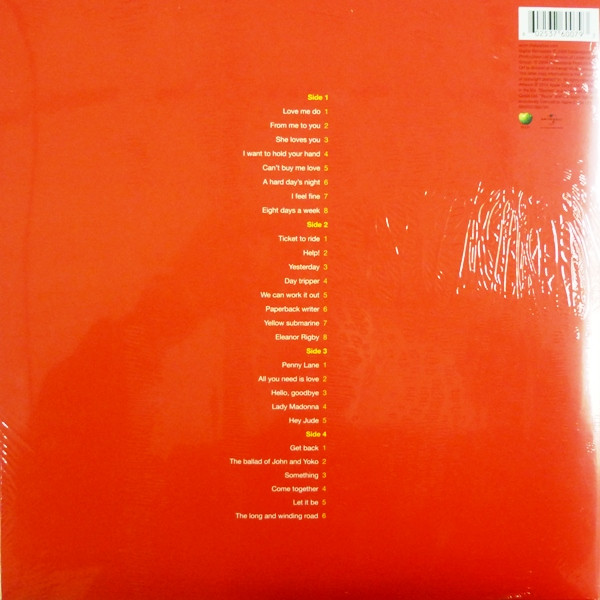 Side 1
Love me do 1
From me to you 2
She loves you 3
I want to hold your hand 4
Can't buy me love 5
A hard day's night 6
I feel fine 7
Eight days a week 8
Side 2
Ticket to ride 1
Help! 2
Yesterday 3
Day tripper 4
We can work it out 5
Paperback writer 6
Yellow submarine 7
Eleanor Rigby 8
Side 3
Penny Lane 1
All you need is love 2
Hello, goodbye 3
Lady Madonna 4
Hey Jude 5
Side 4
Get back 1
The ballad of John and Yoko 2
Something 3
Come together 4
Let it be 5
The long and winding road 6